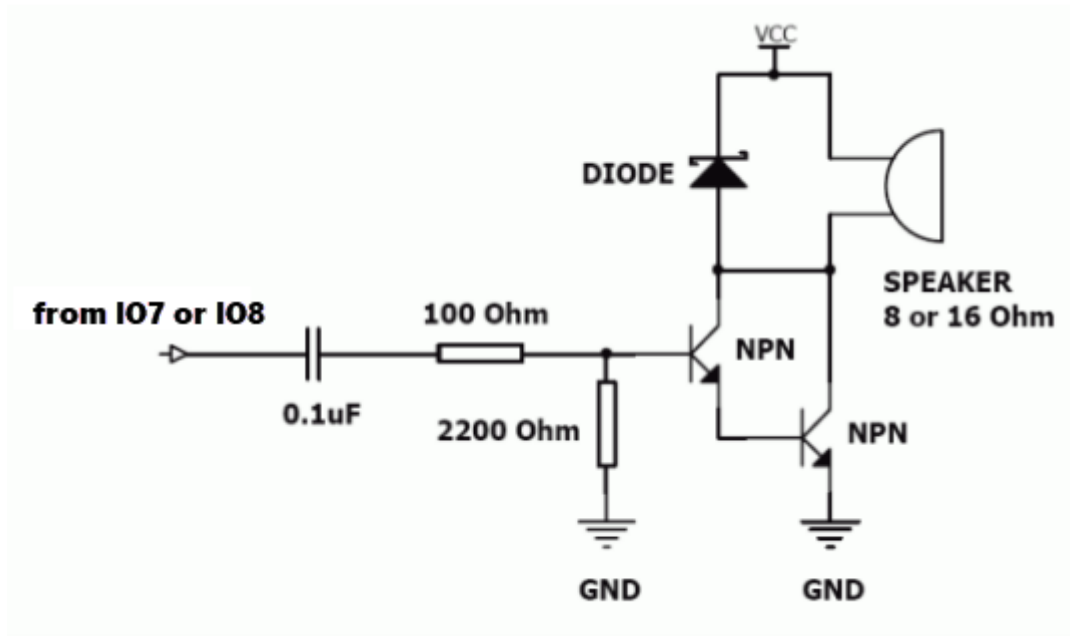 VCC
DIODE
SPEAKER
8 or 16 Ohm
from IO7 or IO8
100 Ohm
NPN
0.1uF
2200 Ohm
NPN
GND
GND